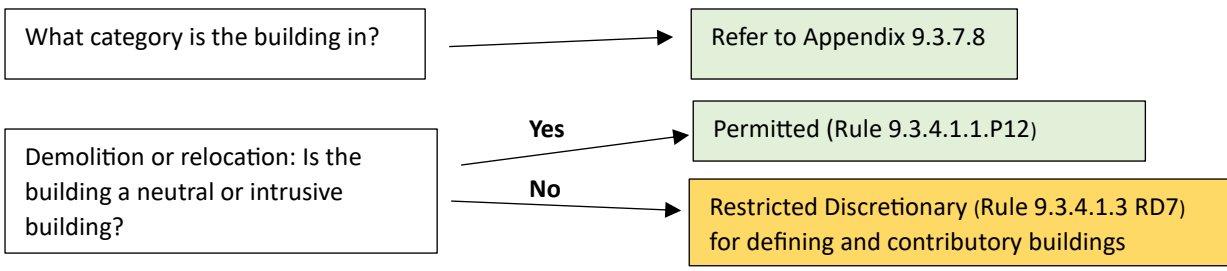 What category is the building in?
Refer to Appendix 9.3.7.8
Demolition or relocation: Is the
building a neutral or intrusive
building?
Yes
Permitted (Rule 9.3.4.1.1.P12)
No
Restricted Discretionary (Rule 9.3.4.1.3 RD7)
for defining and contributory buildings